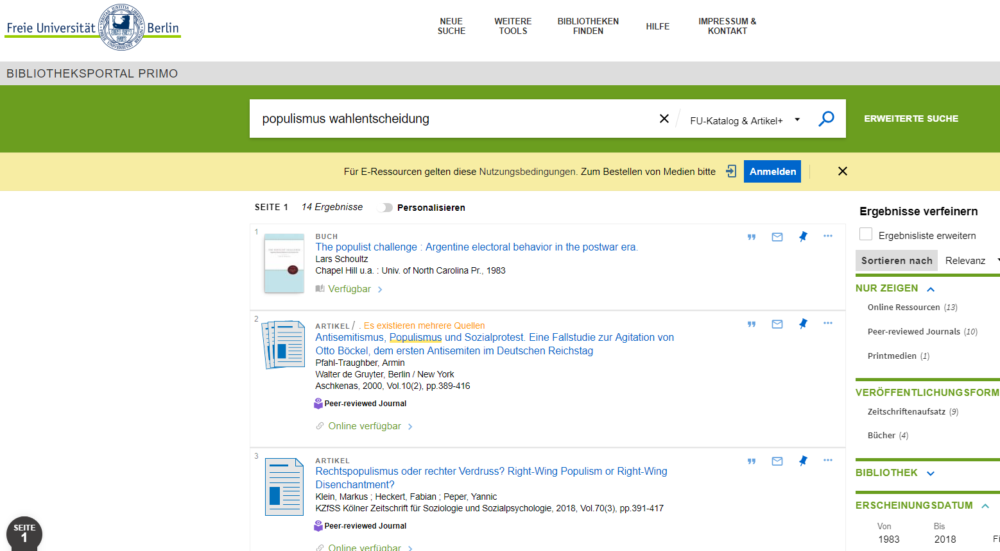 Freie Universität Berlin
NEUE SUCHE
WEITERE TOOLS
BIBLIOTHEKEN FINDEN
HILFE
IMPRESSUM & KONTAKT
BIBLIOTHEKSPORTAL PRIMO
populismus wahlentscheidung
FU-Katalog & Artikel+
ERWEITERTE SUCHE
Für E-Ressourcen gelten diese Nutzungsbedingungen. Zum Bestellen von Medien bitte Anmelden
SEITE 1 14 Ergebnisse Personalisieren
1
BUCH
The populist challenge : Argentine electoral behavior in the postwar era.
Lars Schoultz
Chapel Hill u.a. : Univ. of North Carolina Pr., 1983
Verfügbar
2
ARTIKEL / . Es existieren mehrere Quellen
Antisemitismus, Populismus und Sozialprotest. Eine Fallstudie zur Agitation von
Otto Böckel, dem ersten Antisemiten im Deutschen Reichstag
Pfahl-Traughber, Armin
Walter de Gruyter, Berlin / New York
Aschkenas, 2000, Vol.10(2), pp.389-416
Peer-reviewed Journal
Online verfügbar
3
ARTIKEL
Rechtspopulismus oder rechter Verdruss? Right-Wing Populism or Right-Wing
Disenchantment?
Klein, Markus ; Heckert, Fabian ; Peper, Yannic
KZfSS Kölner Zeitschrift für Soziologie und Sozialpsychologie, 2018, Vol.70(3), pp.391-417
Peer-reviewed Journal
Online verfügbar
Ergebnisse verfeinern
Ergebnisliste erweitern
Sortieren nach Relevanz
NUR ZEIGEN
Online Ressourcen (13)
Peer-reviewed Journals (10)
Printmedien (1)
VERÖFFENTLICHUNGSFORM
Zeitschriftenaufsatz (9)
Bücher (4)
BIBLIOTHEK
ERSCHEINUNGSDATUM
Von Bis
1983 2018 Fi
SEITE
1